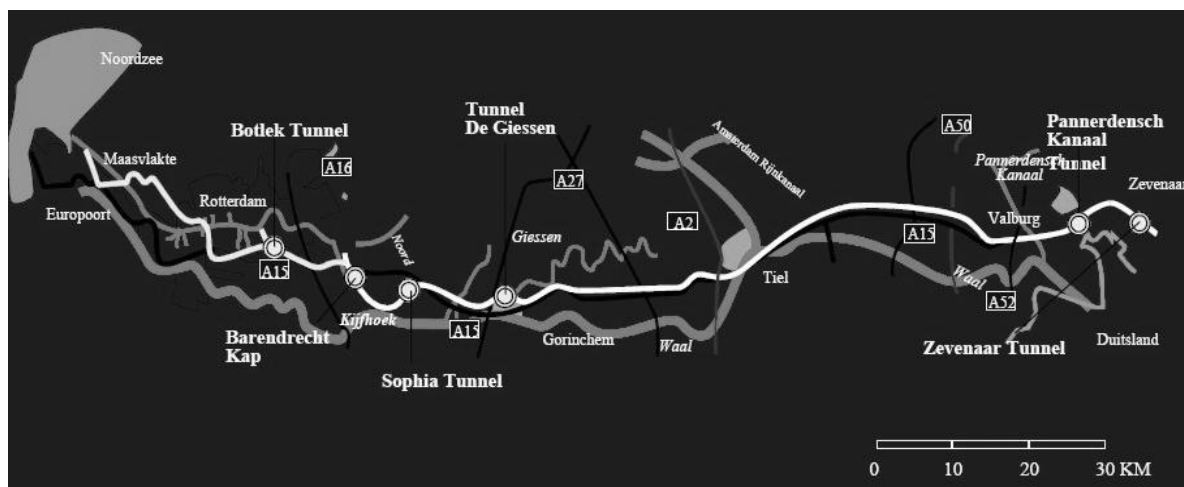 Noordzee
Tunnel
De Giessen
Botlek Tunnel
A50
Pannerdensch
Kanaal
Tunnel
Amsterdam Rijnkanaal
Maasvlakte
A16
A27
Pannerdensch
Kanaal
Zevenaar
Rotterdam
Europoort
A2
Valburg
Noord
Giessen
A15
A15
Tiel
Waal
A52
Kijfhoek
A15
Barendrecht
Kap
Gorinchem
Waal
Zevenaar Tunnel
Duitsland
Sophia Tunnel
0 10 20 30 KM